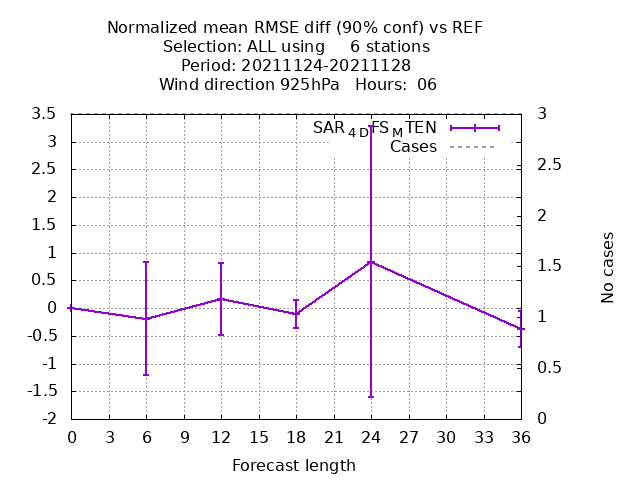 Normalized mean RMSE diff (90% conf) vs REF
Selection: ALL using     6 stations
Period: 20211124-20211128
Wind direction 925hPa   Hours:  06
SAR4DFSMTEN
Cases
3.5
3
2.5
2
1.5
1
0.5
0
-0.5
-1
-1.5
-2
3
2.5
2
1.5
1
0.5
0
No cases
0 3 6 9 12 15 18 21 24 27 30 33 36
Forecast length